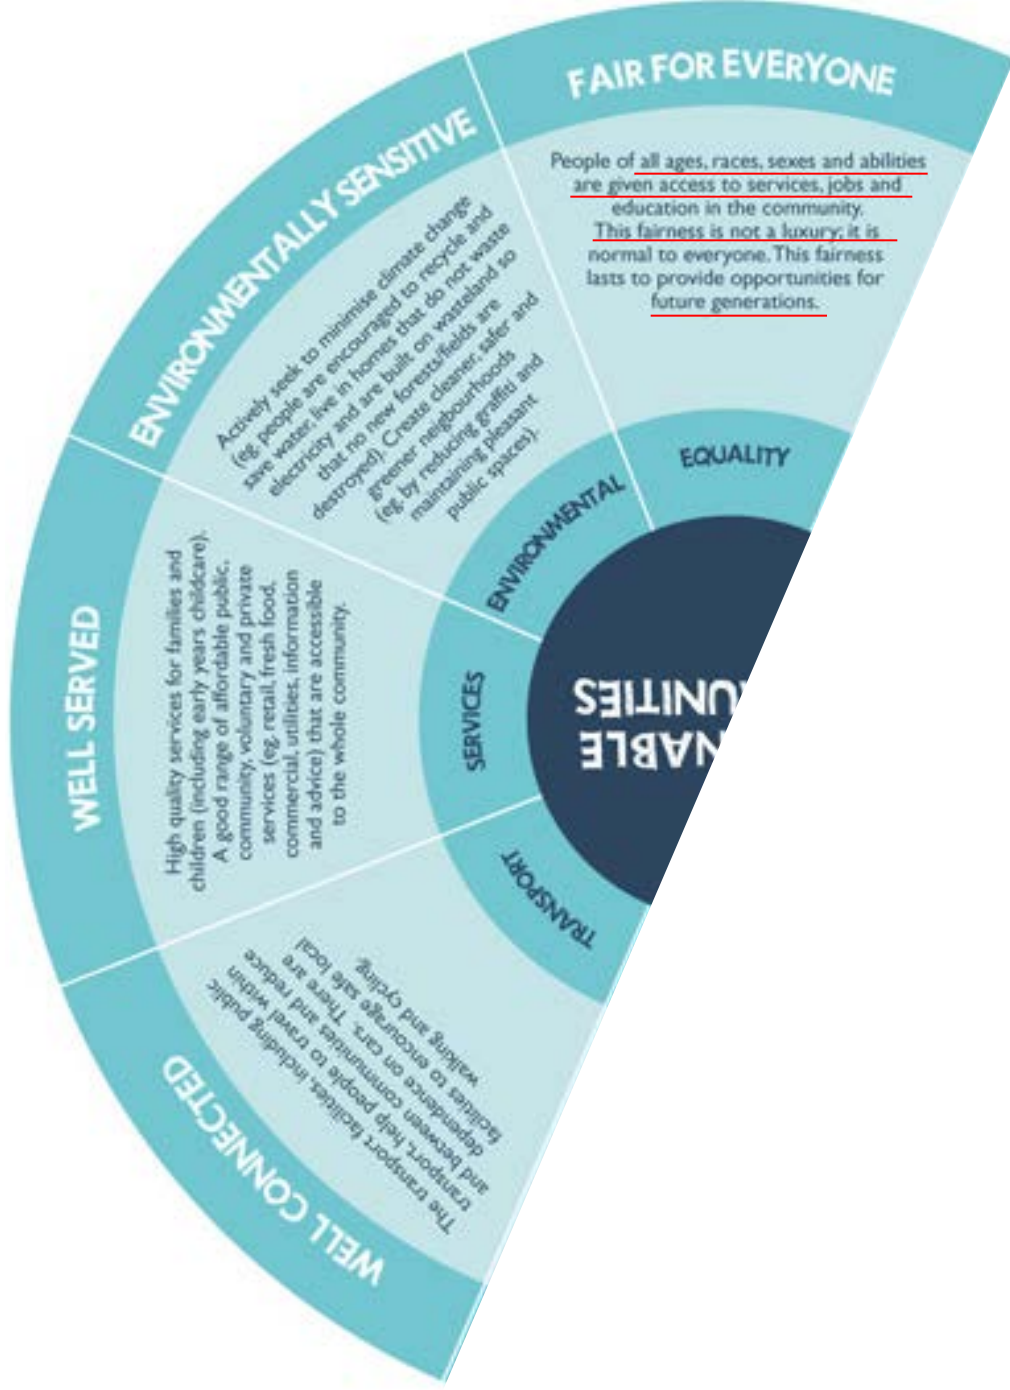 FAIR FOR EVERYONE
People of all ages, races, sexes and abilities
are given access to services, jobs and
education in the community.
This fairness is not a luxury; it is
normal to everyone. This fairness
lasts to provide opportunities for
future generations.
EQUALITY
ENVIRONMENTALLY SENSITIVE
Actively seek to minimise climate change
(eg. people are encouraged to recycle and
save water, live in homes that do not waste
electricity and are built on wasteland so
that no new forests/fields are
destroyed). Create cleaner, safer and
greener neigbourhoods
(eg. by reducing graffiti and
maintaining pleasant
public spaces).
ENVIRONMENTAL
WELL SERVED
High quality services for families and
children (including early years childcare).
A good range of affordable public,
community, voluntary and private
services (eg. retail, fresh food,
commercial, utilities, information
and advice) that are accessible
to the whole community.
SERVICES
WELL CONNECTED
The transport facilities, including public
transport, help people to travel within
and between communities and reduce
dependence on cars. There are
facilities to encourage safe local
walking and cycling.
TRANSPORT
NABLE
UNITIES